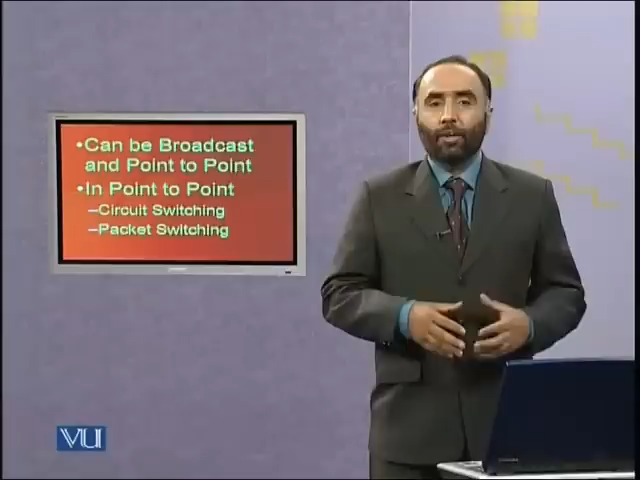 •Can be Broadcast
and Point to Point
•In Point to Point
–Circuit Switching
–Packet Switching
VU